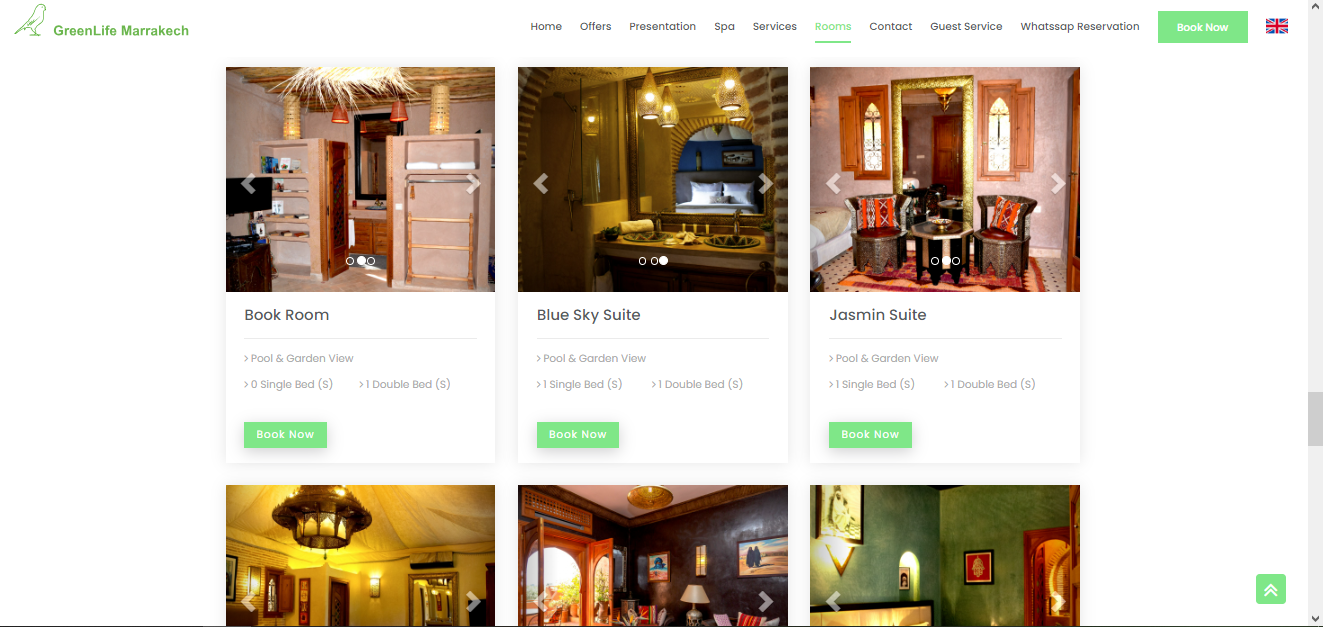 GreenLife Marrakech
Home Offers Presentation Spa Services Rooms Contact Guest Service Whatssap Reservation Book Now
Book Room
Pool & Garden View
0 Single Bed (S) 1 Double Bed (S)
Book Now
Blue Sky Suite
Pool & Garden View
1 Single Bed (S) 1 Double Bed (S)
Book Now
Jasmin Suite
Pool & Garden View
1 Single Bed (S) 1 Double Bed (S)
Book Now